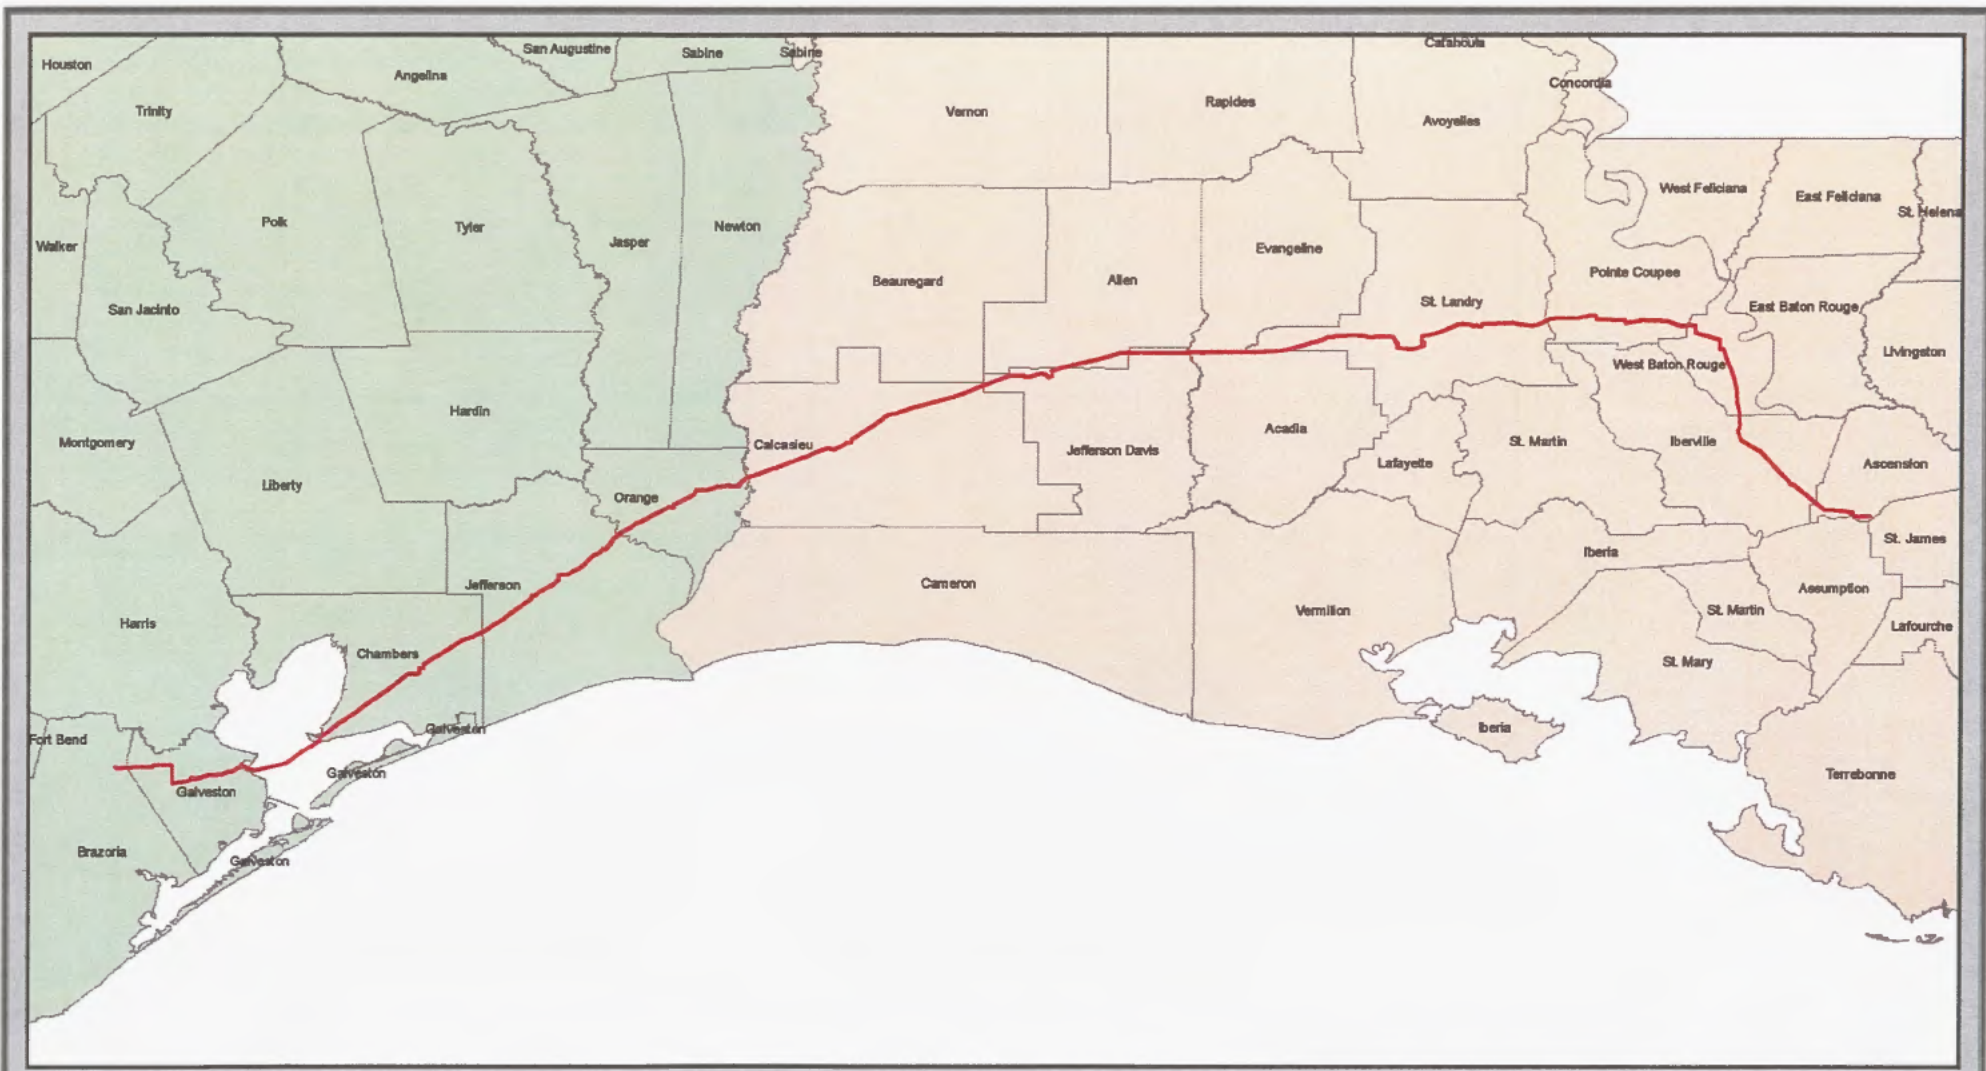 Houston
Trinity
Angelina
San Augustine
Sabine
Sabine
Vernon
Rapides
Catahoula
Concordia
Avoyelles
West Feliciana
East Feliciana
St. Helena
Walker
Polk
Tyler
Jasper
Newton
San Jacinto
Beauregard
Allen
Evangeline
St. Landry
Pointe Coupee
East Baton Rouge
Livingston
West Baton Rouge
Montgomery
Hardin
Calcasieu
Jefferson Davis
Acadia
Lafayette
St. Martin
Iberville
Ascension
Liberty
Orange
Jefferson
Cameron
Vermilion
Iberia
St. James
Assumption
St. Martin
Lafourche
Harris
Chambers
St. Mary
Fort Bend
Galveston
Galveston
Galveston
Iberia
Terrebonne
Brazoria
Galveston